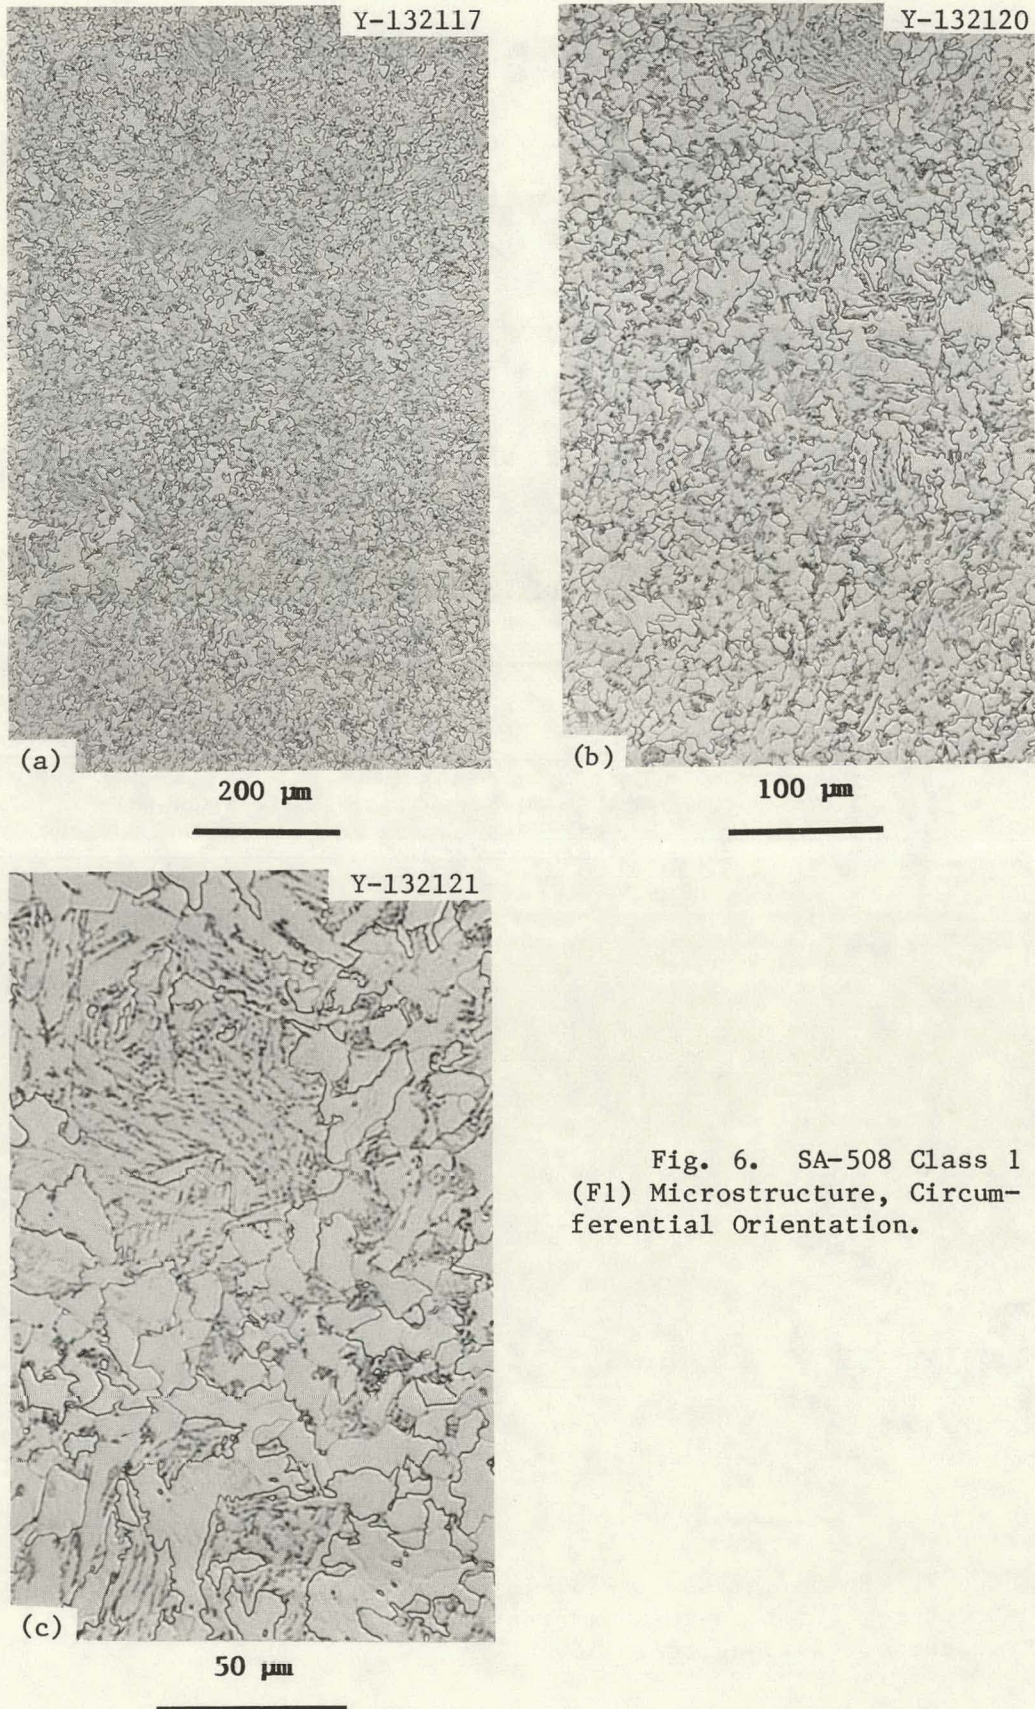 Y-132117
Y-132120
(a)
(b)
200 µm
100 µm
Y-132121
Fig. 6. SA-508 Class 1
(F1) Microstructure, Circum-
ferential Orientation.
(c)
50 µm